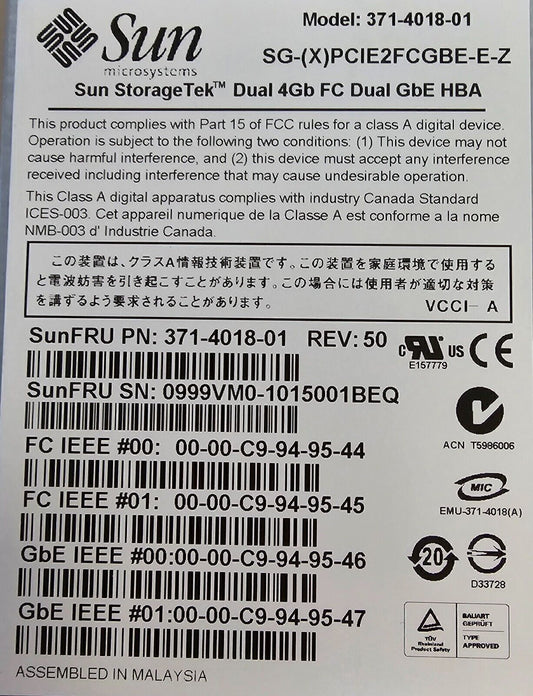 Model: 371-4018-01
Sun
microsystems
SG-(X)PCIE2FCGBE-E-Z
Sun StorageTek™ Dual 4Gb FC Dual GbE HBA
This product complies with Part 15 of FCC rules for a class A digital device.
Operation is subject to the following two conditions: (1) This device may not
cause harmful interference, and (2) this device must accept any interference
received including interference that may cause undesirable operation.
This Class A digital apparatus complies with industry Canada Standard
ICES-003. Cet appareil numerique de la Classe A est conforme a la nome
NMB-003 d' Industrie Canada.
この装置は、クラスA情報技術装置です。この装置を家庭環境で使用する
と電波妨害を引き起こすことがあります。この場合には使用者が適切な対策
を講ずるよう要求されることがあります。 VCCI- A
SunFRU PN: 371-4018-01 REV: 50
c RU US CE
E157779
SunFRU SN: 0999VM0-1015001BEQ
ACN T5986006
FC IEEE #00: 00-00-C9-94-95-44
FC IEEE #01: 00-00-C9-94-95-45
MIC
EMU-371-4018(A)
GbE IEEE #00:00-00-C9-94-95-46
20
D33728
GbE IEEE #01:00-00-C9-94-95-47
TÜV
Rheinland
Product Safety
BAUART
GEPRÜFT
TYPE
APPROVED
ASSEMBLED IN MALAYSIA